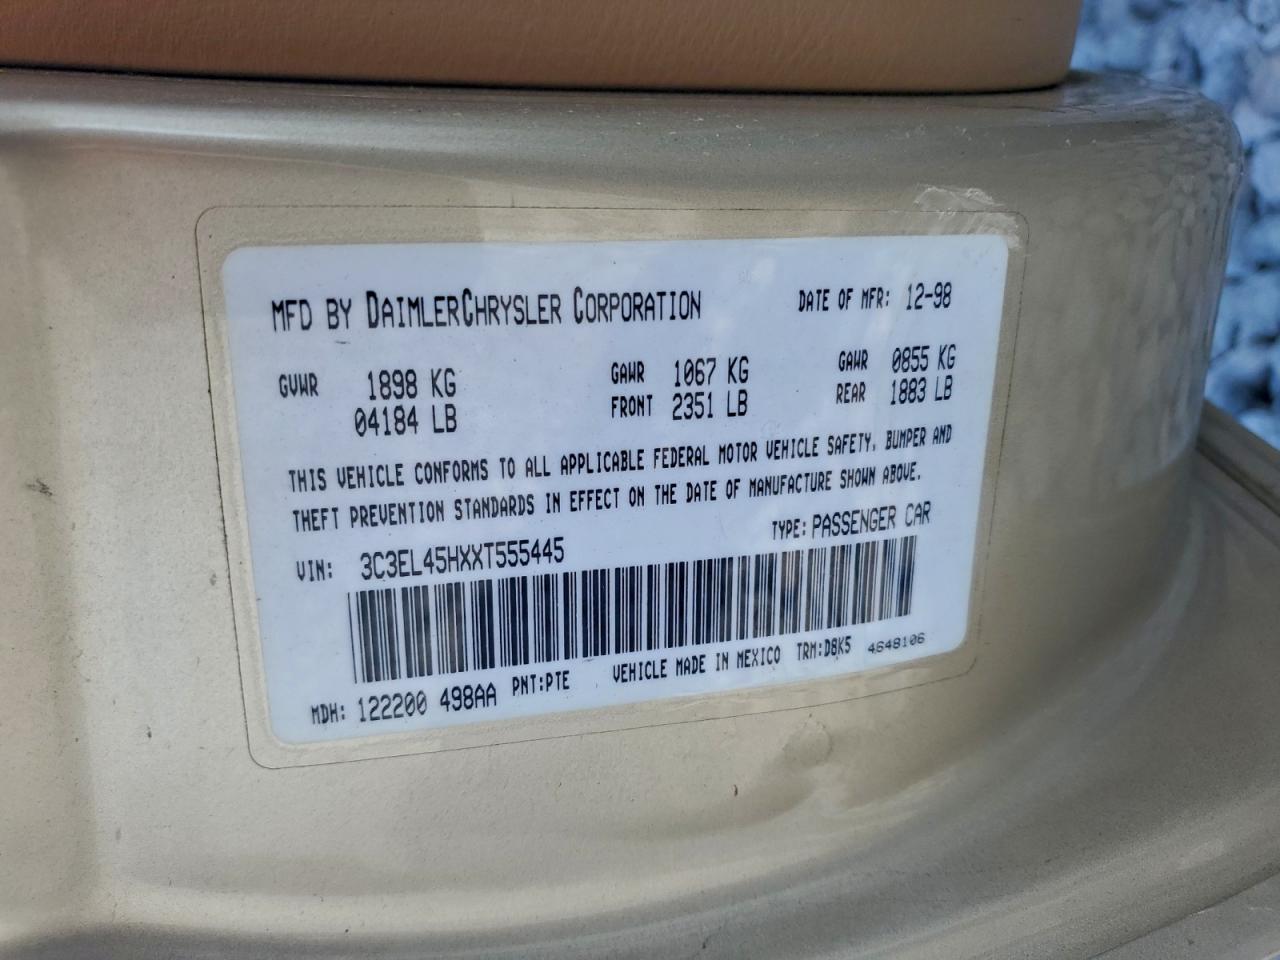 MFD BY DAIMLERCHRYSLER CORPORATION DATE OF MFR: 12-98
GVWR 1898 KG GAWR 1067 KG GAWR 0855 KG
04184 LB FRONT 2351 LB REAR 1883 LB
THIS VEHICLE CONFORMS TO ALL APPLICABLE FEDERAL MOTOR VEHICLE SAFETY, BUMPER AND
THEFT PREVENTION STANDARDS IN EFFECT ON THE DATE OF MANUFACTURE SHOWN ABOVE.
VIN: 3C3EL45HXXT555445 TYPE: PASSENGER CAR
MDH: 122200 498AA PNT:PTE VEHICLE MADE IN MEXICO TRM:D8K5 4648106